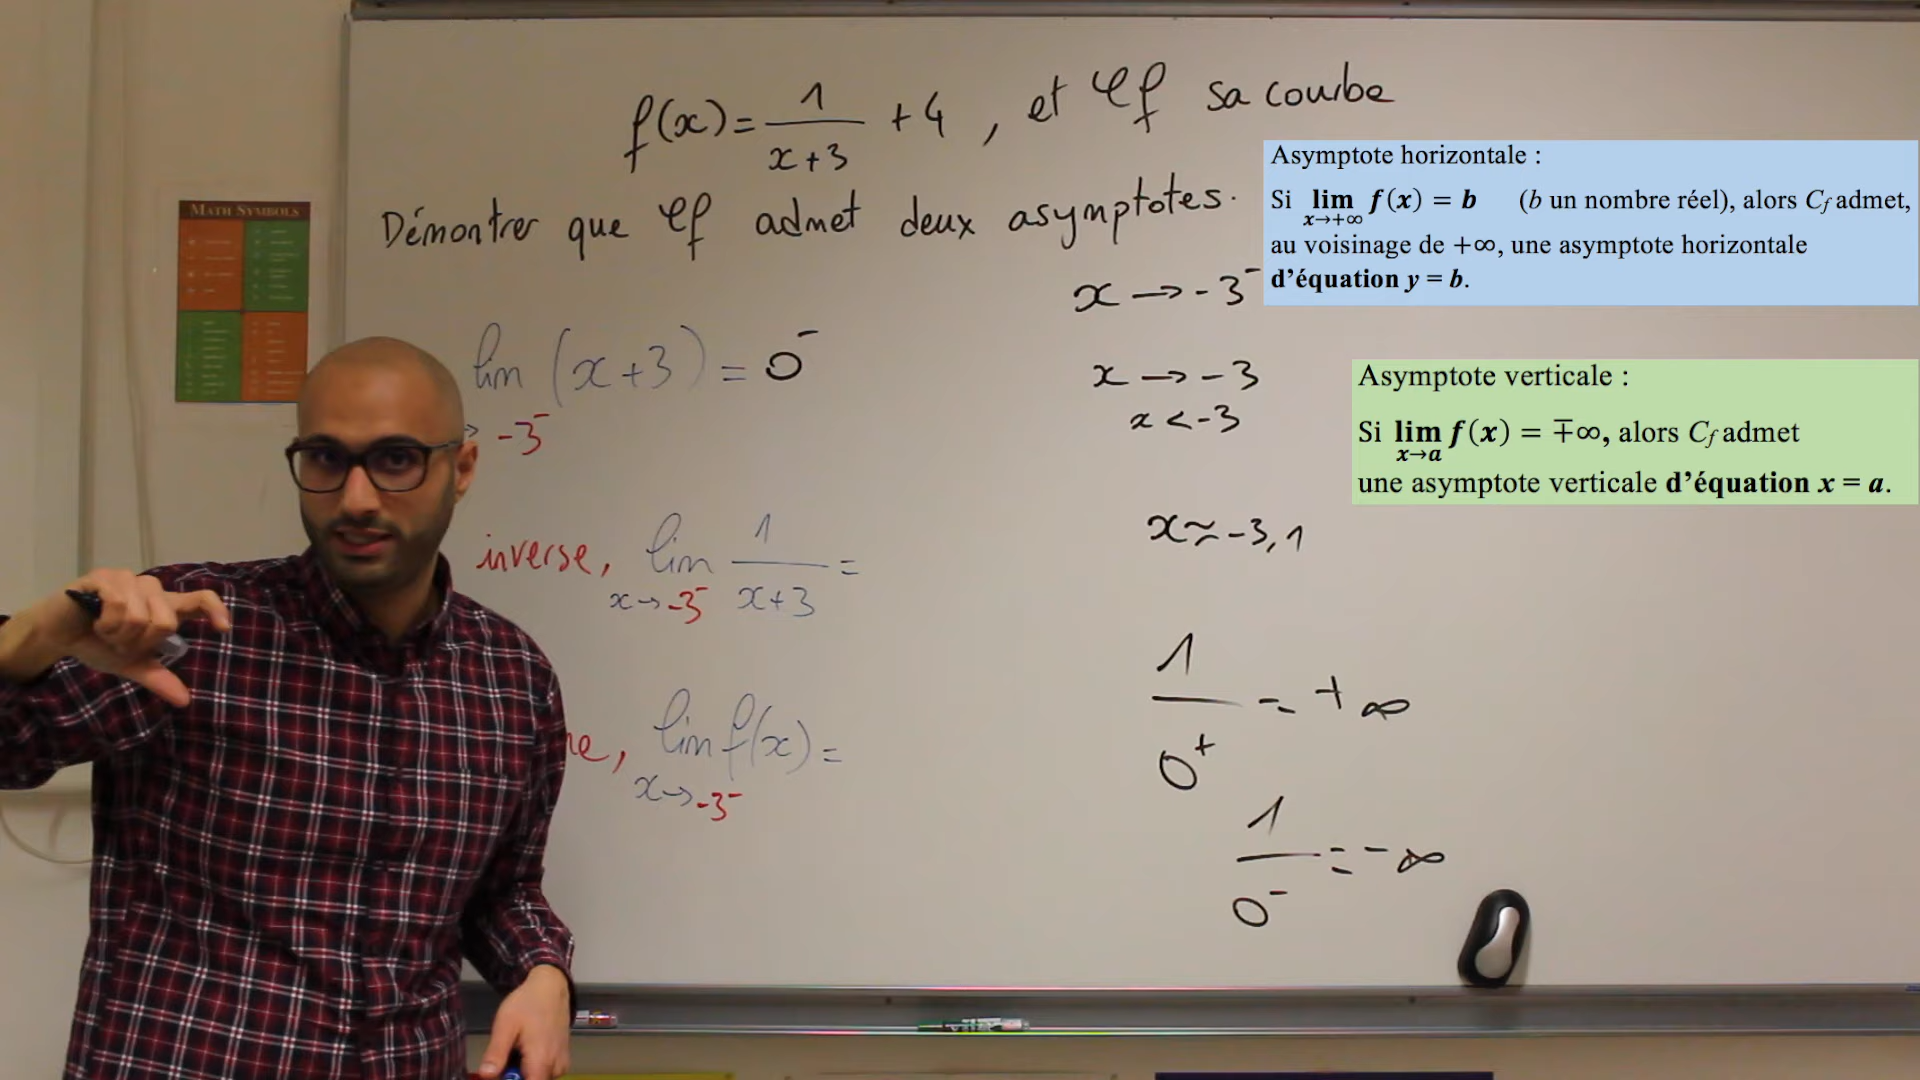 f(x) = 1/(x+3) + 4 , et 𝒞f sa courbe
Démontrer que 𝒞f admet deux asymptotes.
MATH SYMBOLS
lim (x+3) = 0⁻
→ -3⁻
inverse, lim 1/(x+3) =
x→-3⁻
ne, lim f(x) =
x→-3⁻
x → -3⁻
x → -3
x < -3
x ≈ -3,1
1/0⁺ = +∞
1/0⁻ = -∞
Asymptote horizontale :
Si lim f(x) = b (b un nombre réel), alors Cf admet,
x→+∞
au voisinage de +∞, une asymptote horizontale
d'équation y = b.
Asymptote verticale :
Si lim f(x) = ∓∞, alors Cf admet
x→a
une asymptote verticale d'équation x = a.